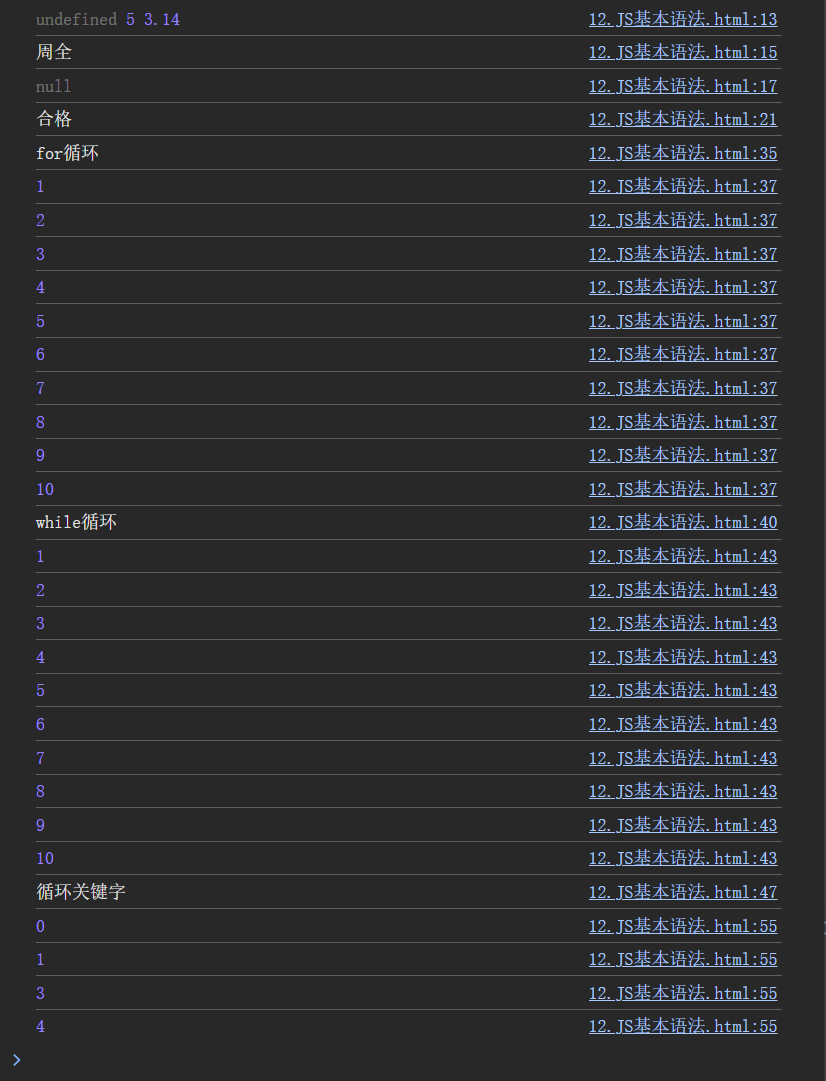 undefined 5 3.14 12.JS基本语法.html:13
周全 12.JS基本语法.html:15
null 12.JS基本语法.html:17
合格 12.JS基本语法.html:21
for循环 12.JS基本语法.html:35
1 12.JS基本语法.html:37
2 12.JS基本语法.html:37
3 12.JS基本语法.html:37
4 12.JS基本语法.html:37
5 12.JS基本语法.html:37
6 12.JS基本语法.html:37
7 12.JS基本语法.html:37
8 12.JS基本语法.html:37
9 12.JS基本语法.html:37
10 12.JS基本语法.html:37
while循环 12.JS基本语法.html:40
1 12.JS基本语法.html:43
2 12.JS基本语法.html:43
3 12.JS基本语法.html:43
4 12.JS基本语法.html:43
5 12.JS基本语法.html:43
6 12.JS基本语法.html:43
7 12.JS基本语法.html:43
8 12.JS基本语法.html:43
9 12.JS基本语法.html:43
10 12.JS基本语法.html:43
循环关键字 12.JS基本语法.html:47
0 12.JS基本语法.html:55
1 12.JS基本语法.html:55
3 12.JS基本语法.html:55
4 12.JS基本语法.html:55